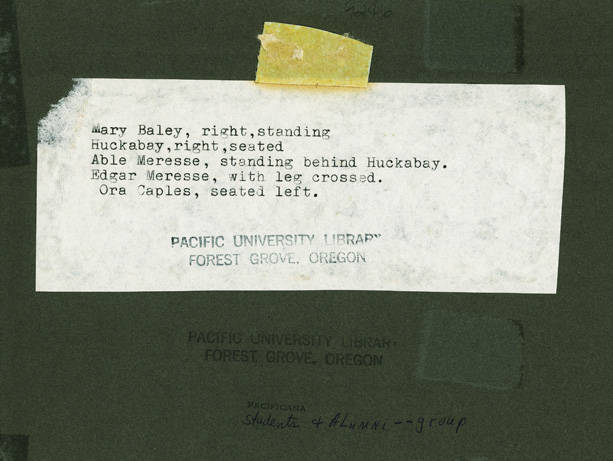 Mary Baley, right,standing
Huckabay,right,seated
Able Meresse, standing behind Huckabay.
Edgar Meresse, with leg crossed.
Ora Caples, seated left.
PACIFIC UNIVERSITY LIBRARY
FOREST GROVE, OREGON
PACIFIC UNIVERSITY LIBRARY
FOREST GROVE, OREGON
PACIFICANA
Students & Alumni -- group